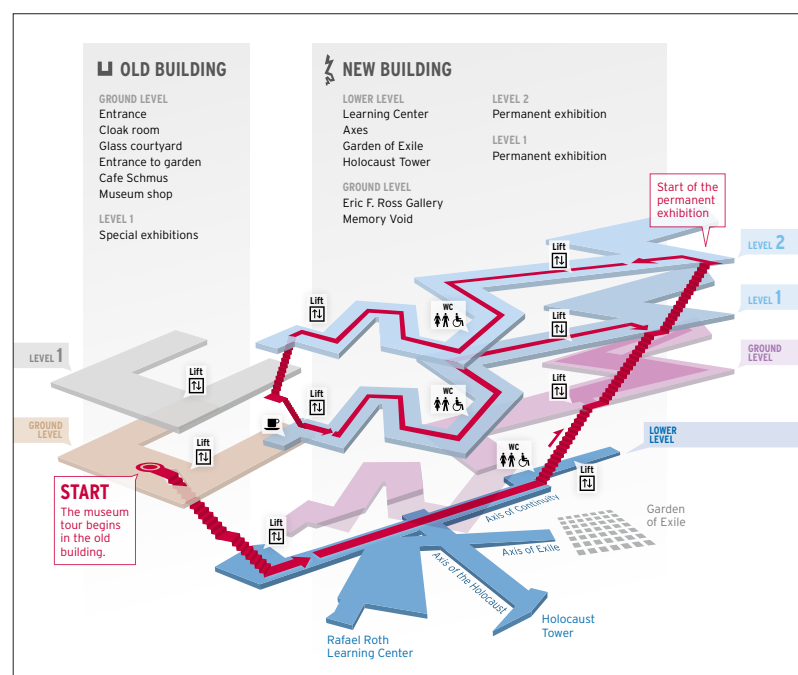 OLD BUILDING
GROUND LEVEL
Entrance
Cloak room
Glass courtyard
Entrance to garden
Cafe Schmus
Museum shop
LEVEL 1
Special exhibitions
NEW BUILDING
LOWER LEVEL
Learning Center
Axes
Garden of Exile
Holocaust Tower
GROUND LEVEL
Eric F. Ross Gallery
Memory Void
LEVEL 2
Permanent exhibition
LEVEL 1
Permanent exhibition
Start of the
permanent
exhibition
LEVEL 2
Lift
Lift
WC
LEVEL 1
Lift
GROUND
LEVEL
LEVEL 1
Lift
Lift
Lift
WC
GROUND
LEVEL
Lift
LOWER
LEVEL
WC
Lift
START
The museum
tour begins
in the old
building.
Lift
Axis of Continuity
Garden
of Exile
Axis of Exile
Axis of the Holocaust
Holocaust
Tower
Rafael Roth
Learning Center